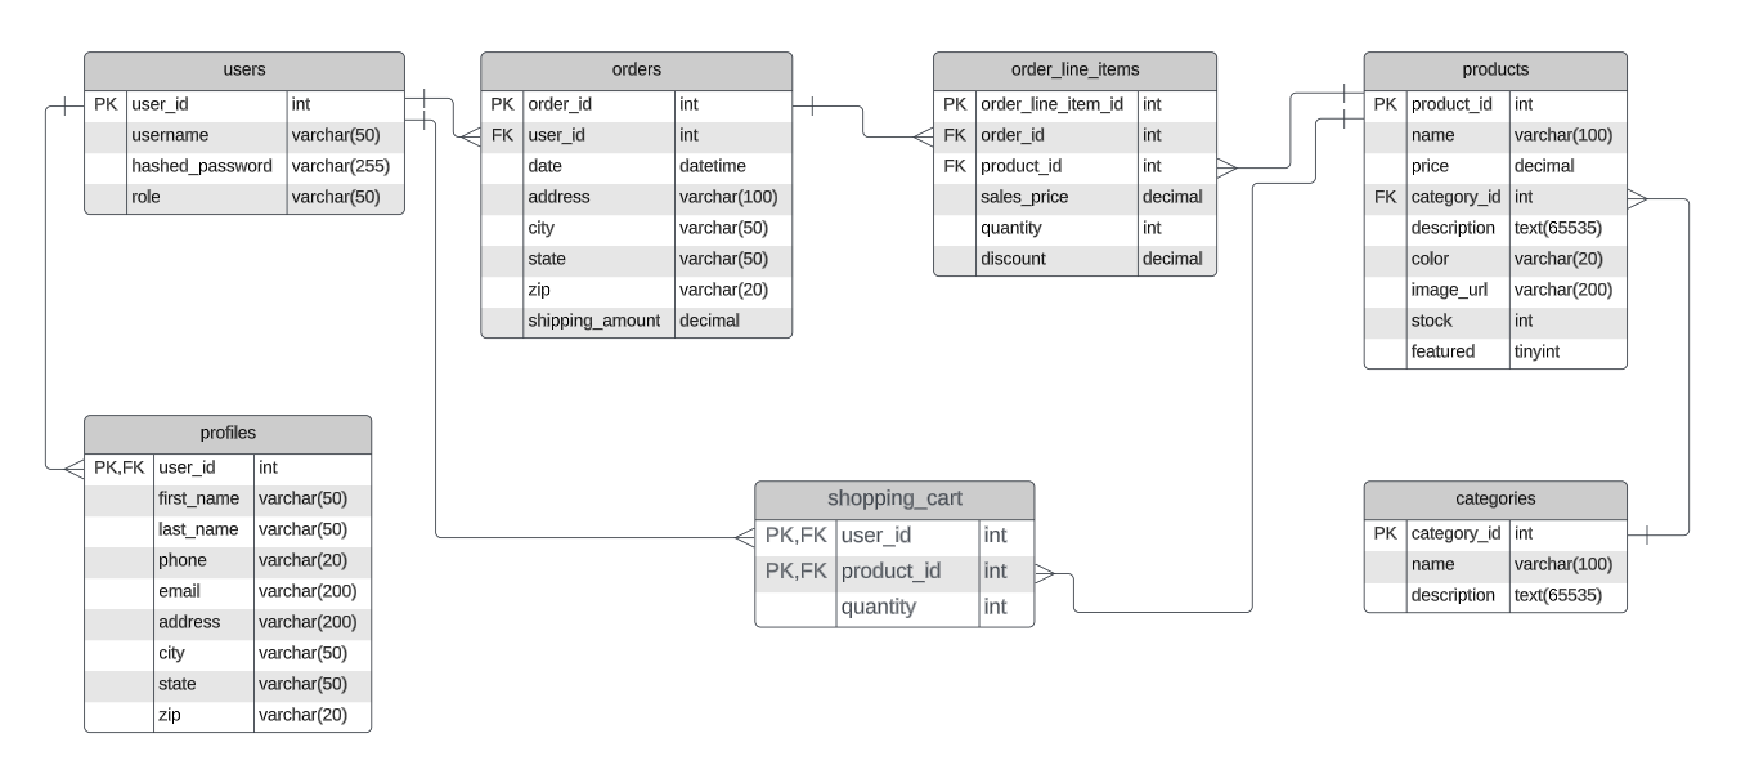 users
PK user_id int
username varchar(50)
hashed_password varchar(255)
role varchar(50)
orders
PK order_id int
FK user_id int
date datetime
address varchar(100)
city varchar(50)
state varchar(50)
zip varchar(20)
shipping_amount decimal
order_line_items
PK order_line_item_id int
FK order_id int
FK product_id int
sales_price decimal
quantity int
discount decimal
products
PK product_id int
name varchar(100)
price decimal
FK category_id int
description text(65535)
color varchar(20)
image_url varchar(200)
stock int
featured tinyint
profiles
PK,FK user_id int
first_name varchar(50)
last_name varchar(50)
phone varchar(20)
email varchar(200)
address varchar(200)
city varchar(50)
state varchar(50)
zip varchar(20)
shopping_cart
PK,FK user_id int
PK,FK product_id int
quantity int
categories
PK category_id int
name varchar(100)
description text(65535)